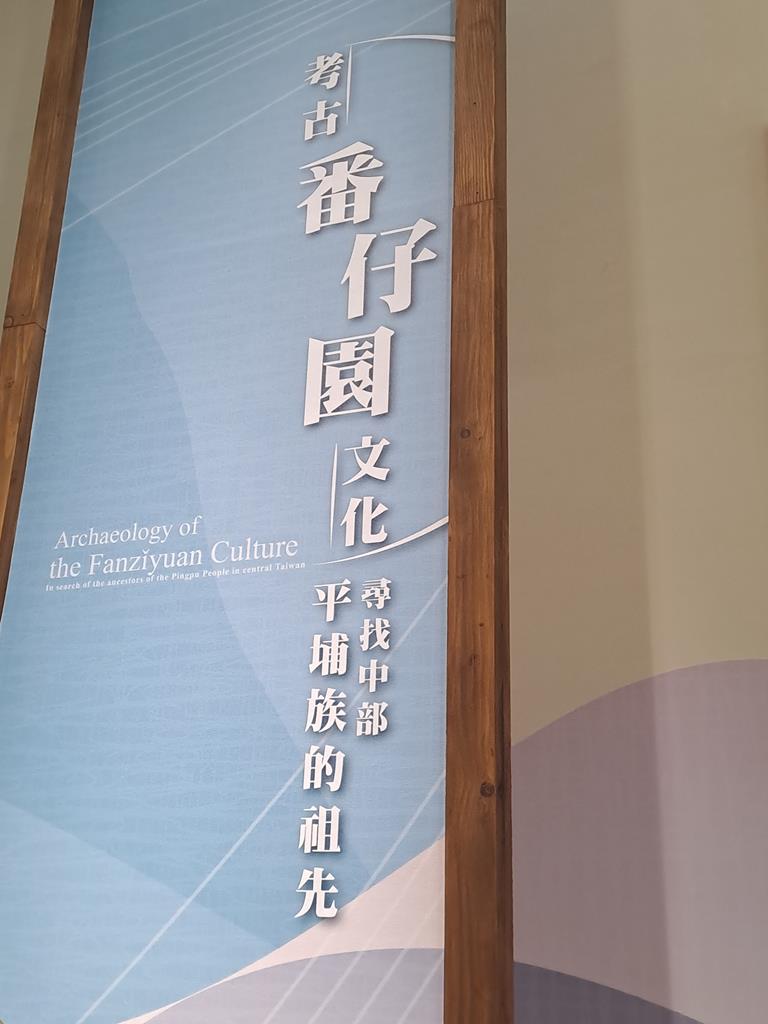 考古
番仔園
文化
尋找中部
平埔族的祖先
Archaeology of
the Fanzǐyuan Culture
In search of the ancestors of the Pingpu People in central Taiwan